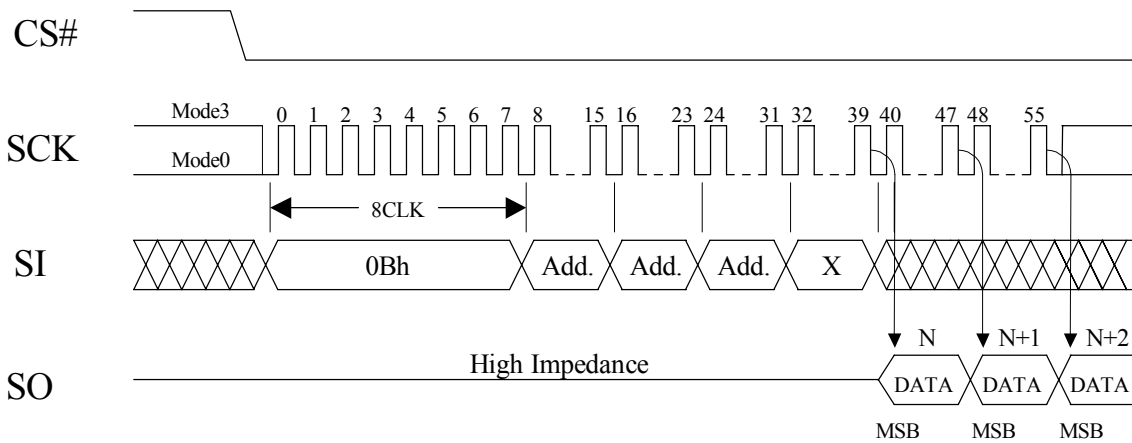 CS#
Mode3 0 1 2 3 4 5 6 7 8 15 16 23 24 31 32 39 40 47 48 55
SCK
Mode0
8CLK
SI 0Bh Add. Add. Add. X
N N+1 N+2
High Impedance
SO DATA DATA DATA
MSB MSB MSB